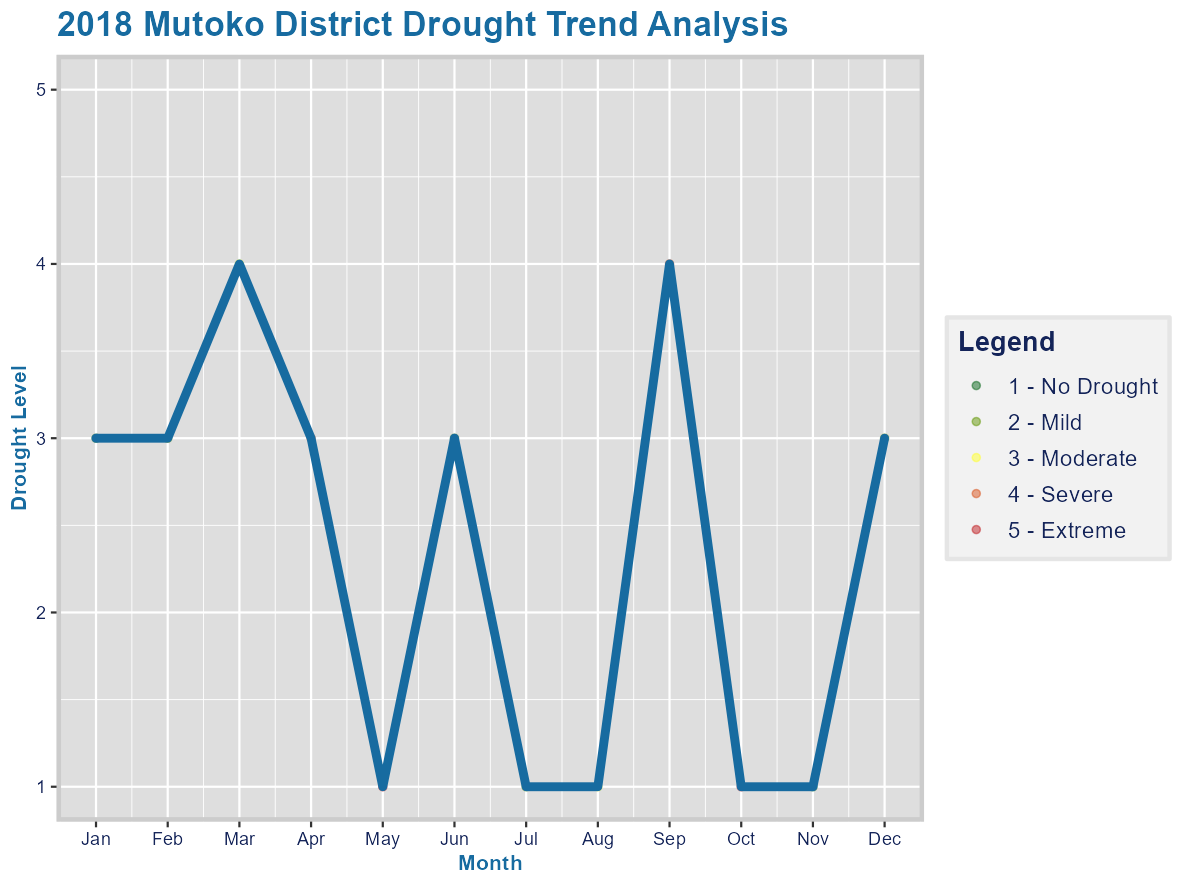 2018 Mutoko District Drought Trend Analysis
5
4
3
2
1
Drought Level
Jan Feb Mar Apr May Jun Jul Aug Sep Oct Nov Dec
Month
Legend
1 - No Drought
2 - Mild
3 - Moderate
4 - Severe
5 - Extreme